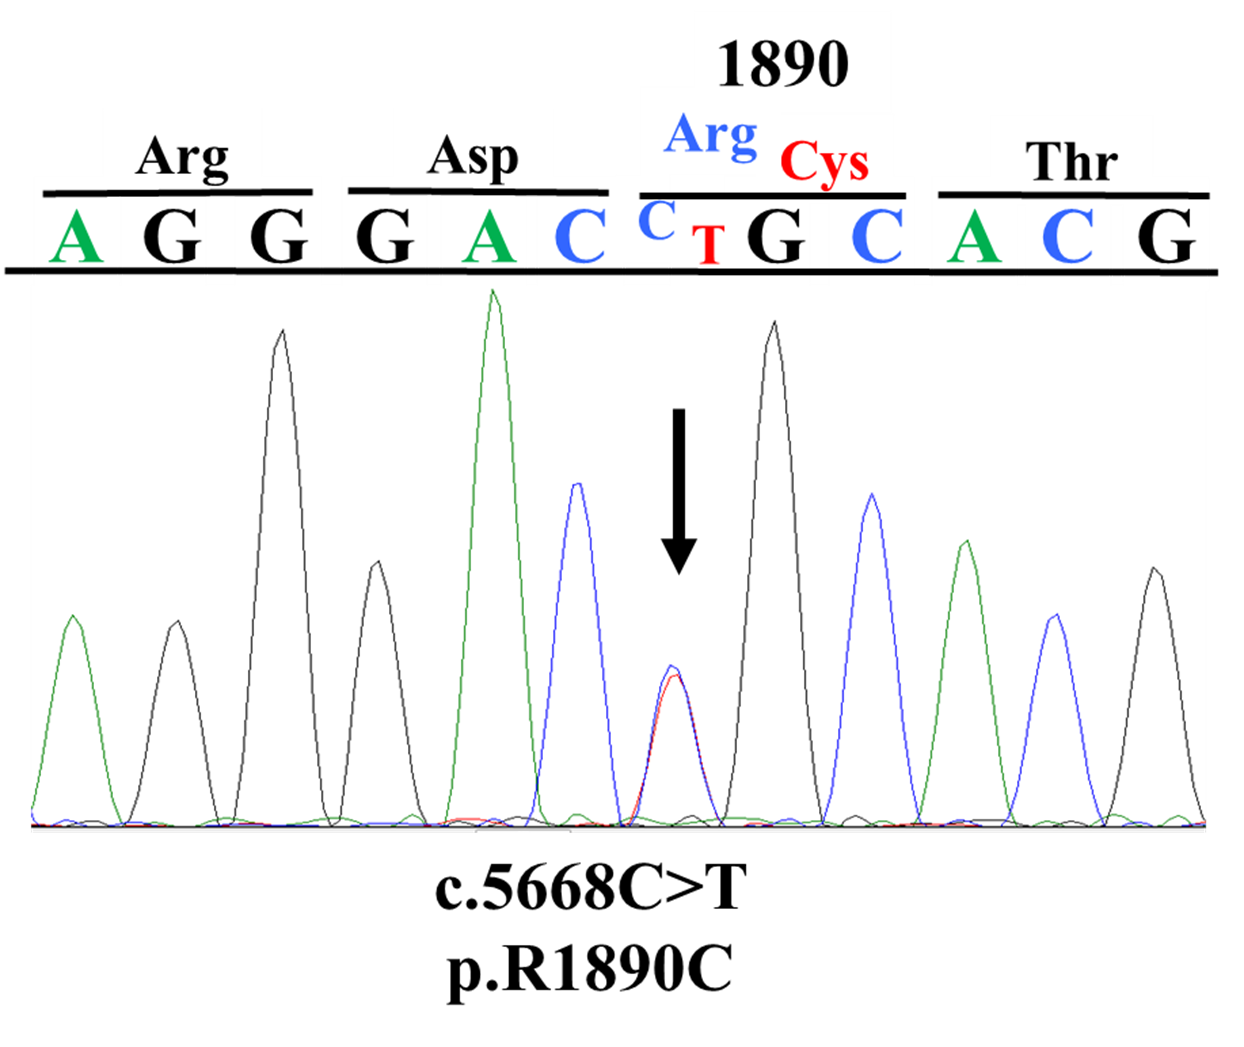 1890
Arg Asp Arg Cys Thr
A G G G A C C T G C A C G
c.5668C>T
p.R1890C